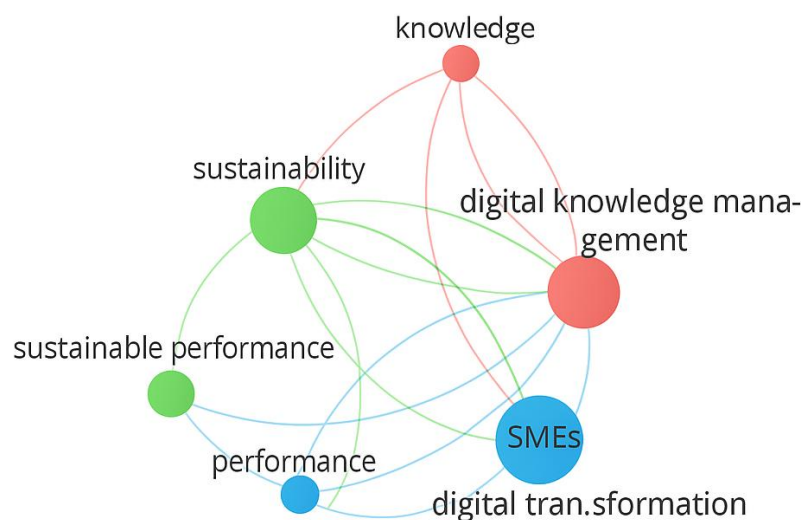 knowledge
sustainability
digital knowledge mana-
gement
sustainable performance
SMEs
performance
digital tran.sformation